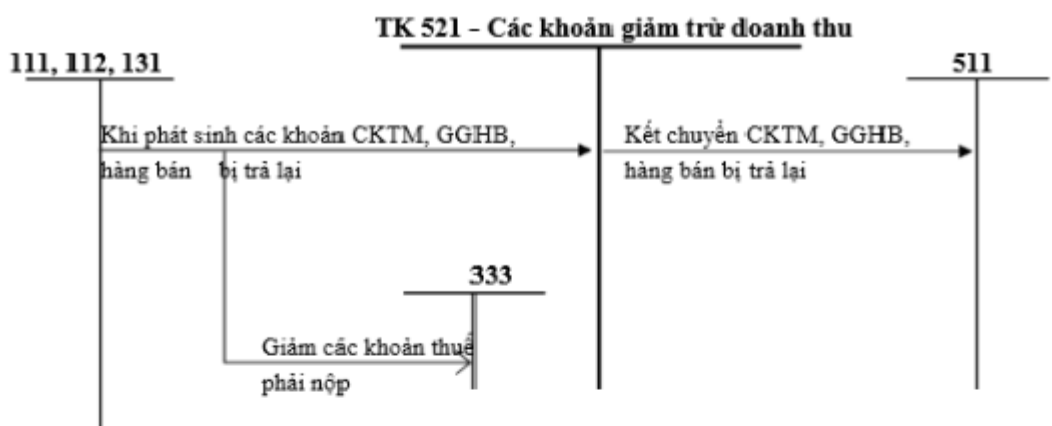 TK 521 – Các khoản giảm trừ doanh thu
111, 112, 131
511
Khi phát sinh các khoản CKTM, GGHB,
hàng bán bị trả lại
Kết chuyển CKTM, GGHB,
hàng bán bị trả lại
333
Giảm các khoản thuế
phải nộp